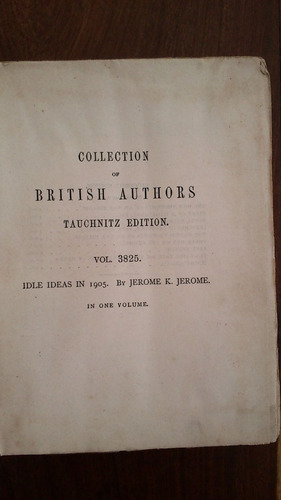 COLLECTION
OF
BRITISH AUTHORS
TAUCHNITZ EDITION.
VOL. 3825.
IDLE IDEAS IN 1905. BY JEROME K. JEROME.
IN ONE VOLUME.